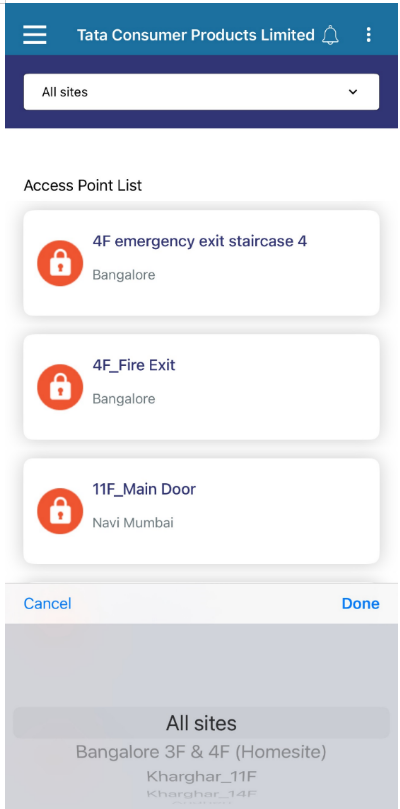 Tata Consumer Products Limited
All sites
Access Point List
4F emergency exit staircase 4
Bangalore
4F_Fire Exit
Bangalore
11F_Main Door
Navi Mumbai
Cancel
Done
All sites
Bangalore 3F & 4F (Homesite)
Kharghar_11F
Kharghar_14F